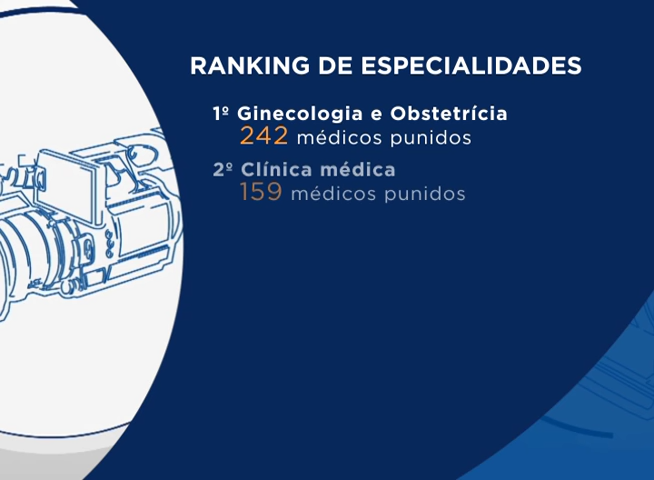 RANKING DE ESPECIALIDADES
1º Ginecologia e Obstetrícia
242 médicos punidos
2º Clínica médica
159 médicos punidos